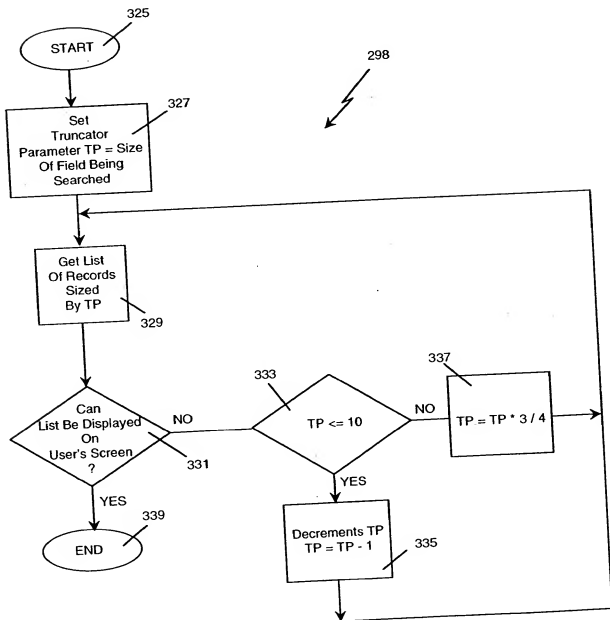 325
START
298
327
Set
Truncator
Parameter TP = Size
Of Field Being
Searched
Get List
Of Records
Sized
By TP
329
Can
List Be Displayed
On
User's Screen
?
331
NO
333
TP <= 10
NO
337
TP = TP * 3 / 4
YES
YES
339
END
Decrements TP
TP = TP - 1
335